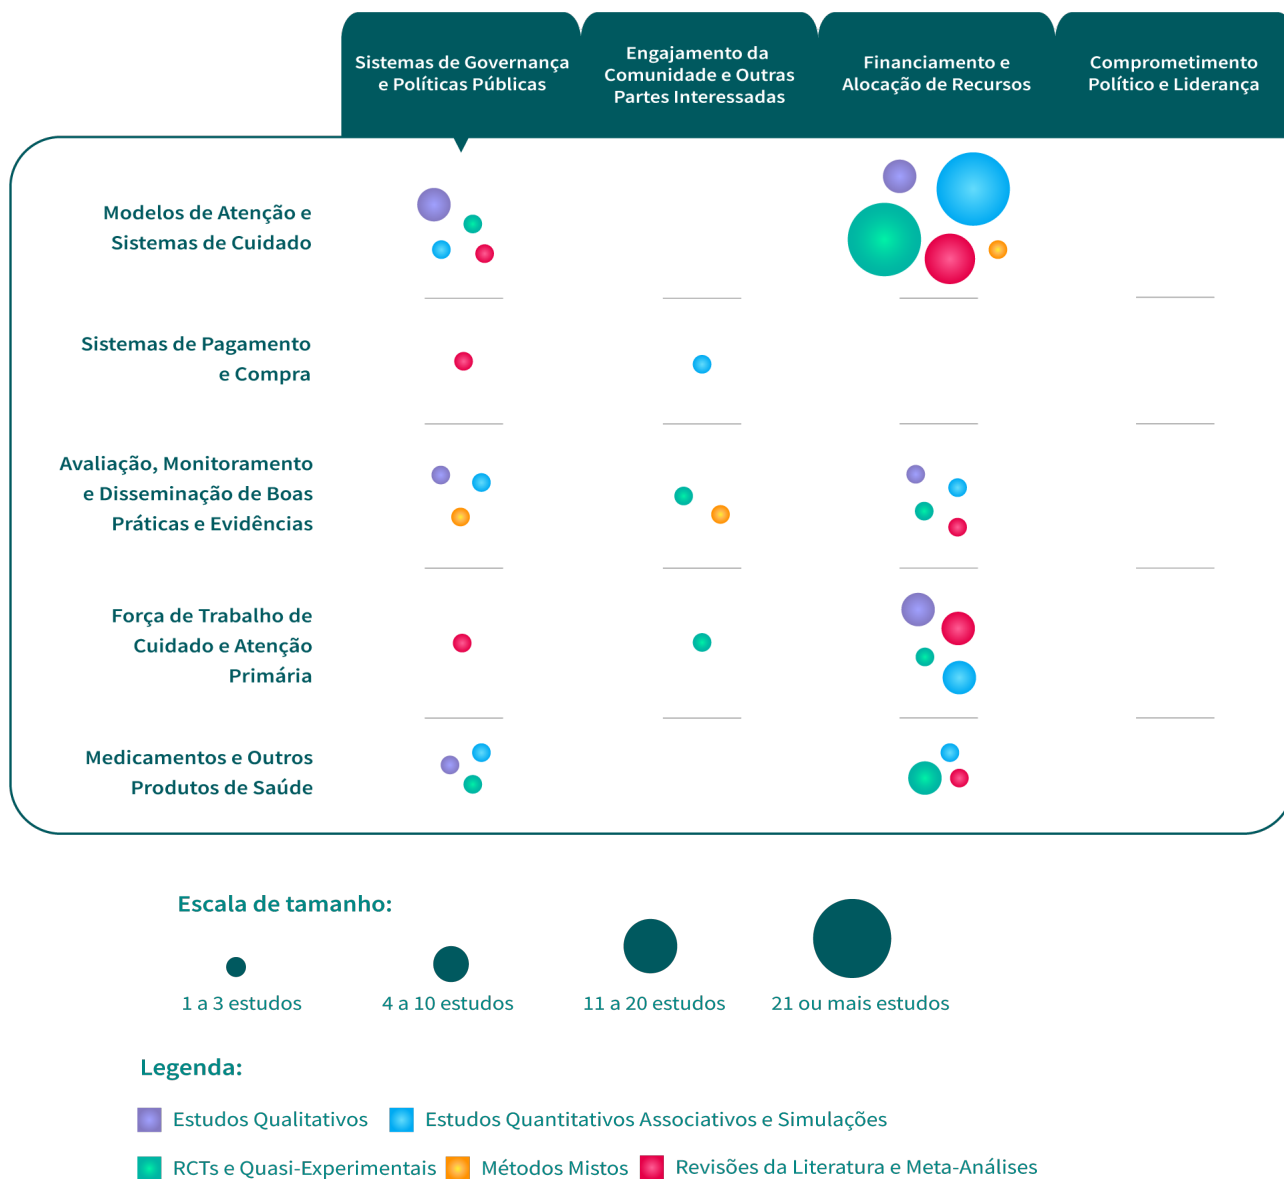 Sistemas de Governança
e Políticas Públicas
Engajamento da
Comunidade e Outras
Partes Interessadas
Financiamento e
Alocação de Recursos
Comprometimento
Político e Liderança
Modelos de Atenção e
Sistemas de Cuidado
Sistemas de Pagamento
e Compra
Avaliação, Monitoramento
e Disseminação de Boas
Práticas e Evidências
Força de Trabalho de
Cuidado e Atenção
Primária
Medicamentos e Outros
Produtos de Saúde
Escala de tamanho:
1 a 3 estudos
4 a 10 estudos
11 a 20 estudos
21 ou mais estudos
Legenda:
Estudos Qualitativos
Estudos Quantitativos Associativos e Simulações
RCTs e Quasi-Experimentais
Métodos Mistos
Revisões da Literatura e Meta-Análises